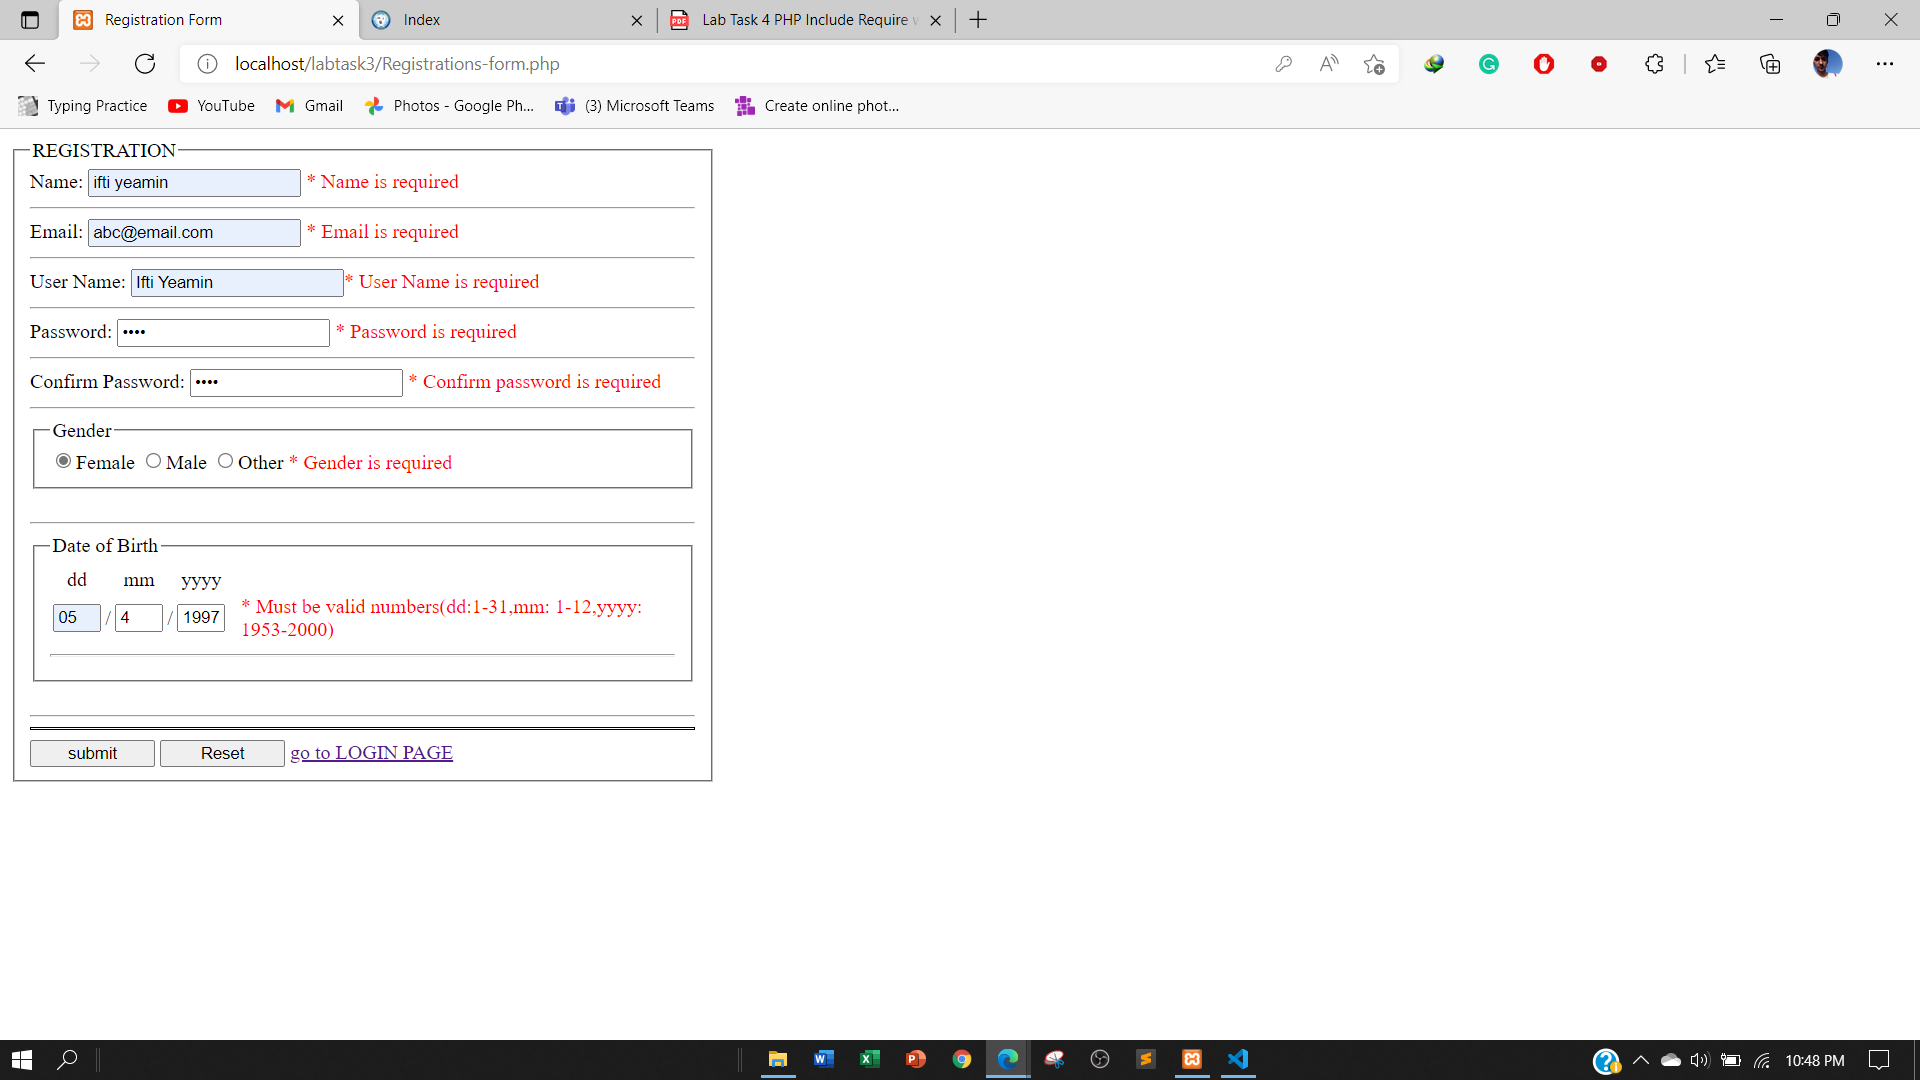 Registration Form
Index
Lab Task 4 PHP Include Require
localhost/labtask3/Registrations-form.php
Typing Practice
YouTube
Gmail
Photos - Google Ph...
(3) Microsoft Teams
Create online phot...
REGISTRATION
Name: ifti yeamin * Name is required
Email: abc@email.com * Email is required
User Name: Ifti Yeamin * User Name is required
Password: •••• * Password is required
Confirm Password: •••• * Confirm password is required
Gender
Female Male Other * Gender is required
Date of Birth
dd mm yyyy
05 / 4 / 1997 * Must be valid numbers(dd:1-31,mm: 1-12,yyyy:
1953-2000)
submit Reset go to LOGIN PAGE
10:48 PM